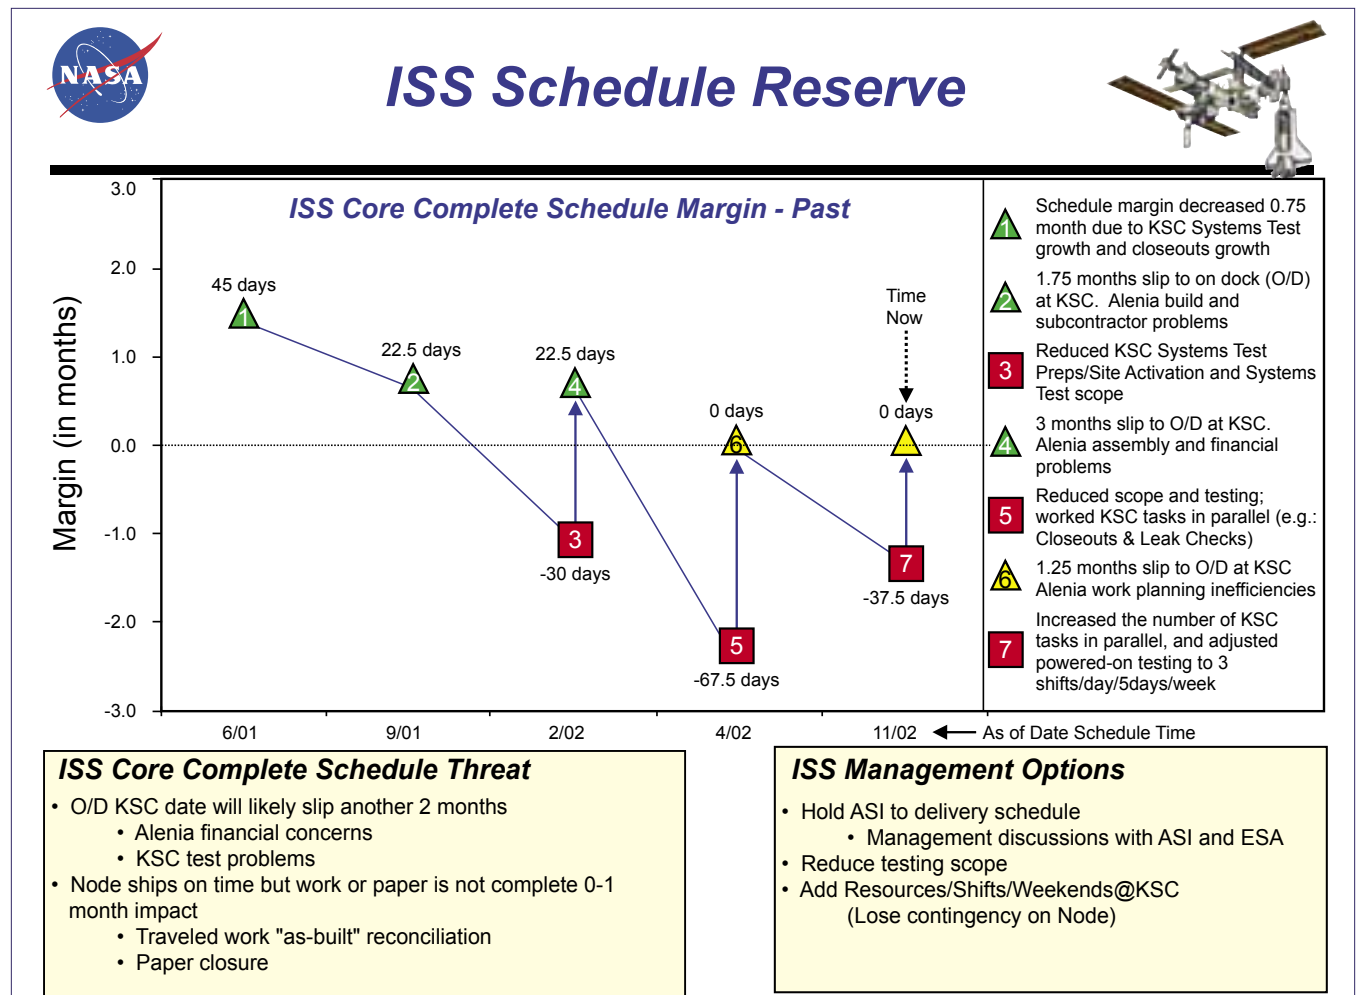 NASA
ISS Schedule Reserve
ISS Core Complete Schedule Margin - Past
Margin (in months)
3.0
2.0
1.0
0.0
-1.0
-2.0
-3.0
45 days
1
22.5 days
2
22.5 days
4
3
-30 days
0 days
6
5
-67.5 days
Time
Now
0 days
7
-37.5 days
6/01
9/01
2/02
4/02
11/02
As of Date Schedule Time
1
Schedule margin decreased 0.75
month due to KSC Systems Test
growth and closeouts growth
2
1.75 months slip to on dock (O/D)
at KSC. Alenia build and
subcontractor problems
3
Reduced KSC Systems Test
Preps/Site Activation and Systems
Test scope
4
3 months slip to O/D at KSC.
Alenia assembly and financial
problems
5
Reduced scope and testing;
worked KSC tasks in parallel (e.g.:
Closeouts & Leak Checks)
6
1.25 months slip to O/D at KSC
Alenia work planning inefficiencies
7
Increased the number of KSC
tasks in parallel, and adjusted
powered-on testing to 3
shifts/day/5days/week
ISS Core Complete Schedule Threat
• O/D KSC date will likely slip another 2 months
• Alenia financial concerns
• KSC test problems
• Node ships on time but work or paper is not complete 0-1
month impact
• Traveled work "as-built" reconciliation
• Paper closure
ISS Management Options
• Hold ASI to delivery schedule
• Management discussions with ASI and ESA
• Reduce testing scope
• Add Resources/Shifts/Weekends@KSC
(Lose contingency on Node)